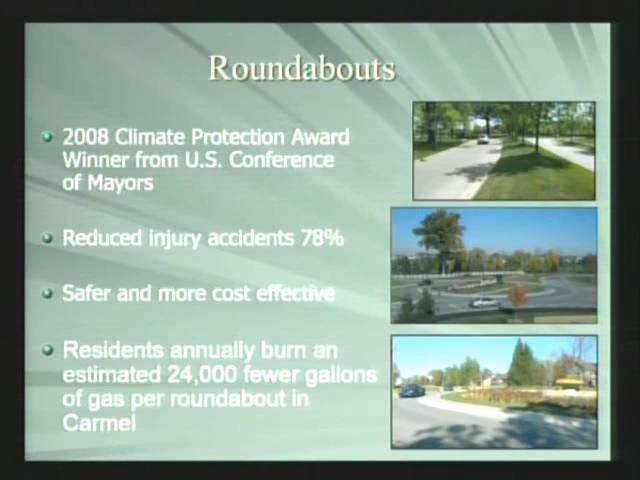 Roundabouts
2008 Climate Protection Award
Winner from U.S. Conference
of Mayors
Reduced injury accidents 78%
Safer and more cost effective
Residents annually burn an
estimated 24,000 fewer gallons
of gas per roundabout in
Carmel